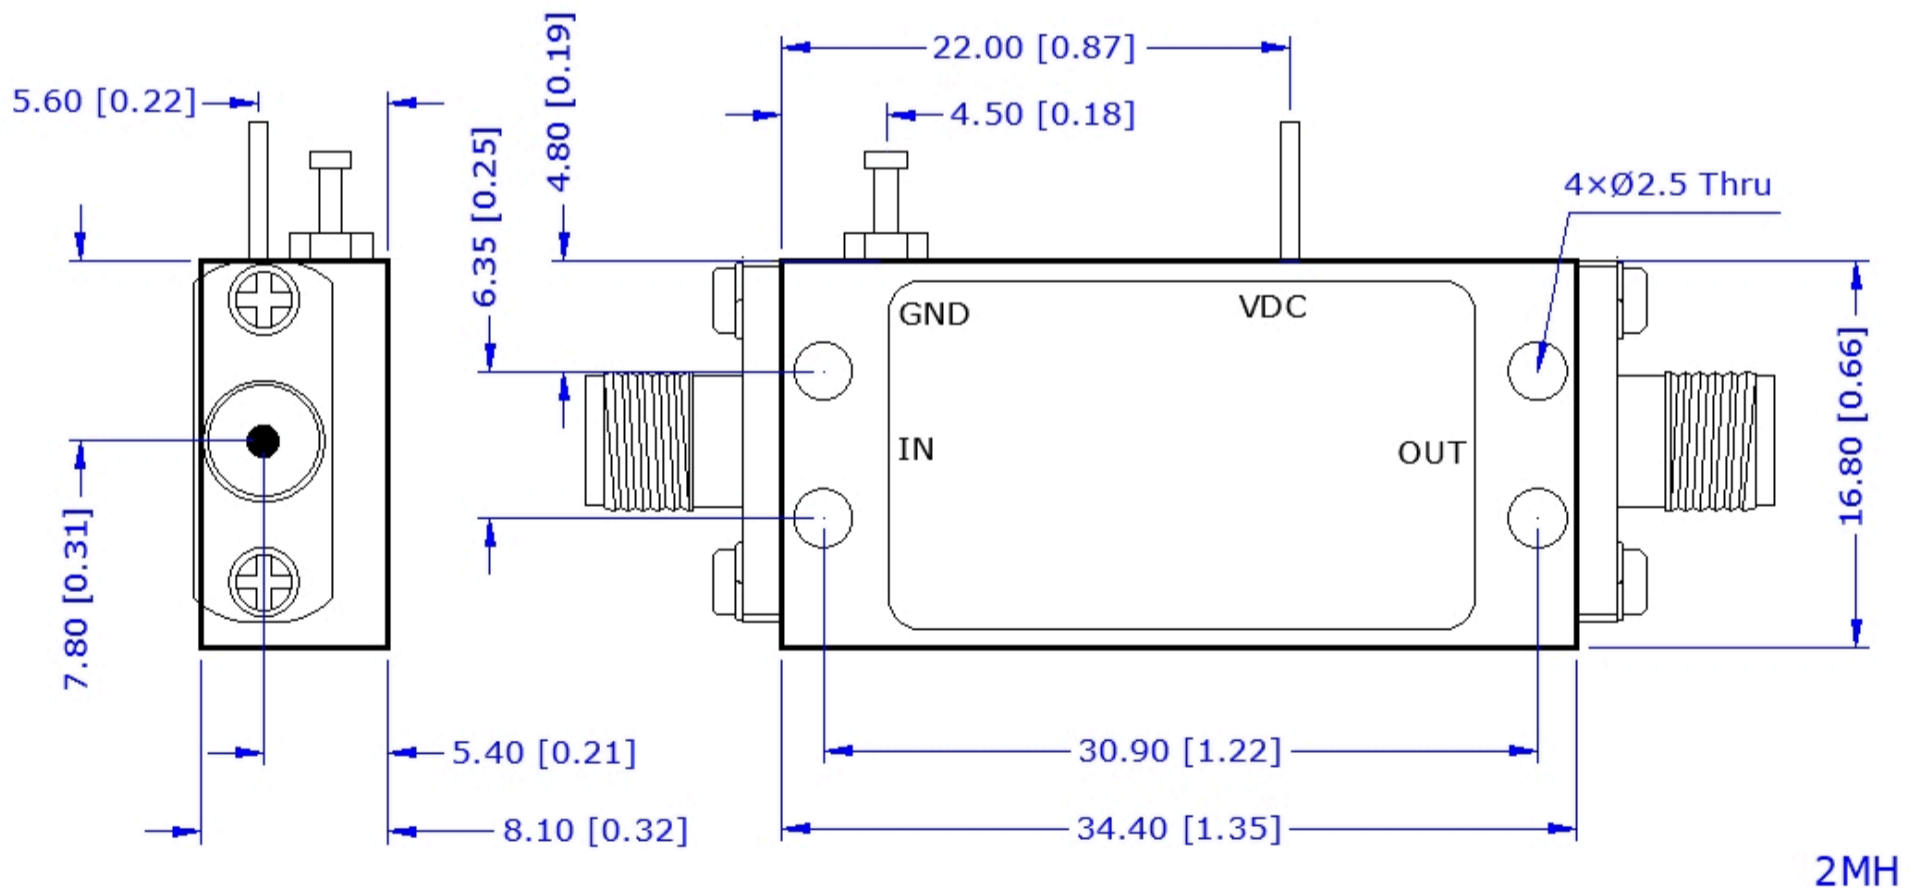 22.00 [0.87]
5.60 [0.22]
4.80 [0.19]
4.50 [0.18]
6.35 [0.25]
4×Ø2.5 Thru
GND
VDC
IN
OUT
16.80 [0.66]
7.80 [0.31]
5.40 [0.21]
30.90 [1.22]
8.10 [0.32]
34.40 [1.35]
2MH